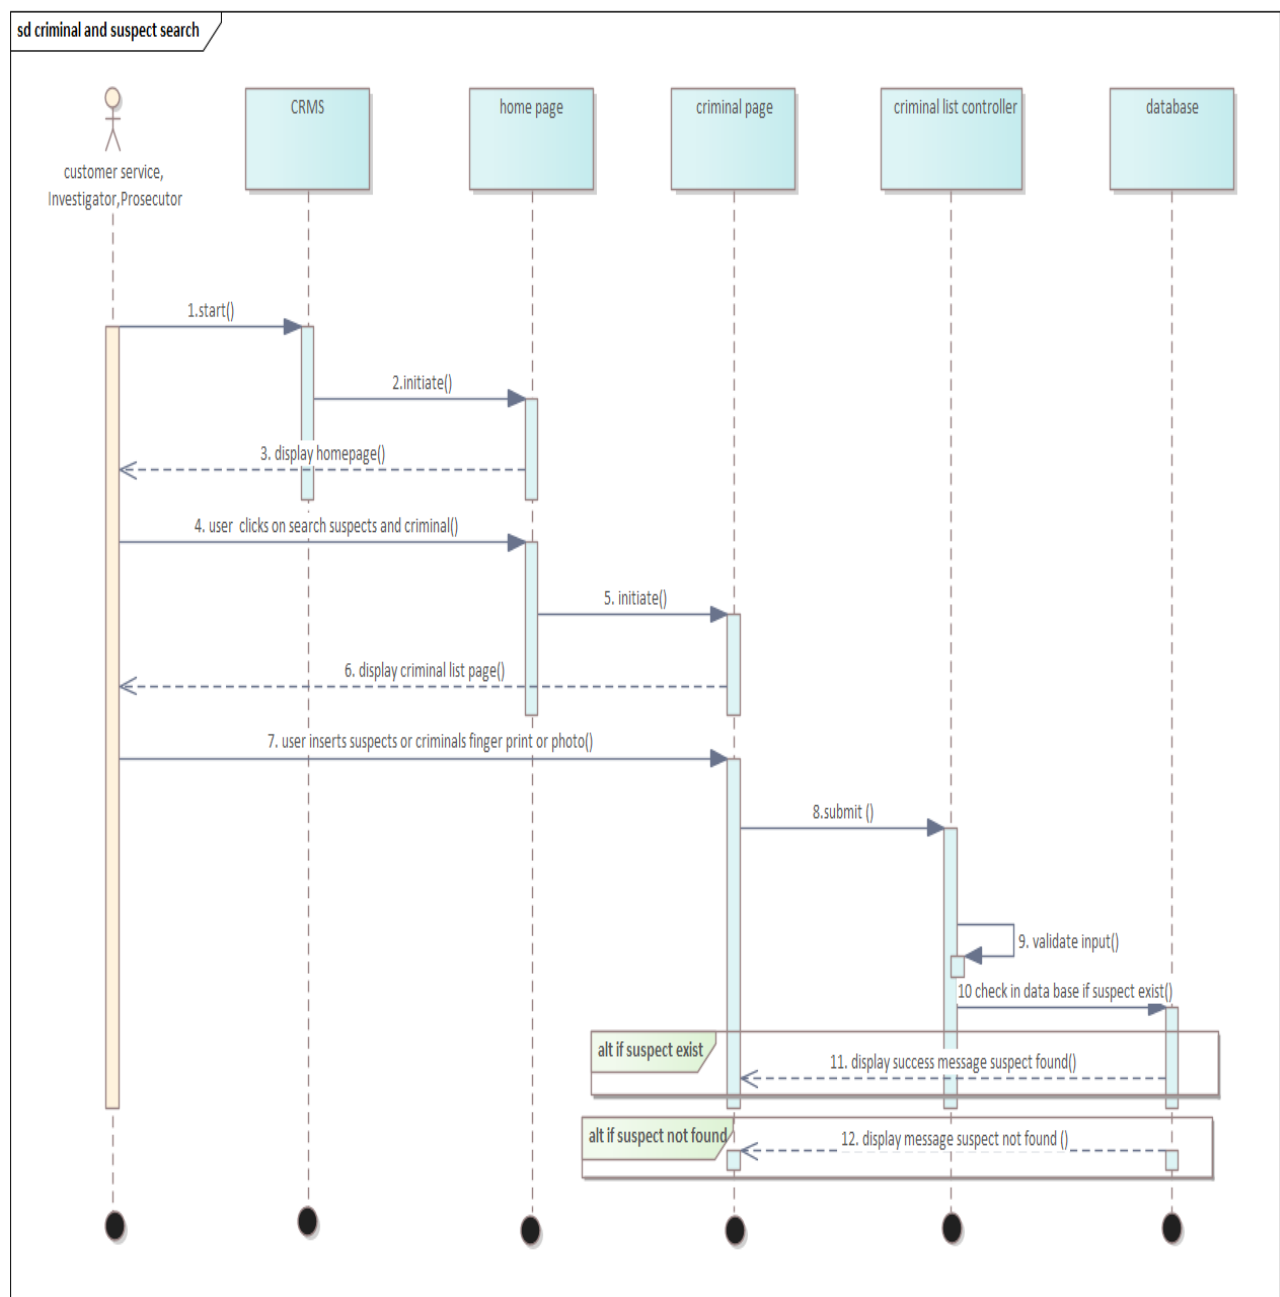 sd criminal and suspect search
CRMS
home page
criminal page
criminal list controller
database
customer service,
Investigator,Prosecutor
1.start()
2.initiate()
3. display homepage()
4. user  clicks on search suspects and criminal()
5. initiate()
6. display criminal list page()
7. user inserts suspects or criminals finger print or photo()
8.submit ()
9. validate input()
10 check in data base if suspect exist()
alt if suspect exist
11. display success message suspect found()
alt if suspect not found
12. display message suspect not found ()